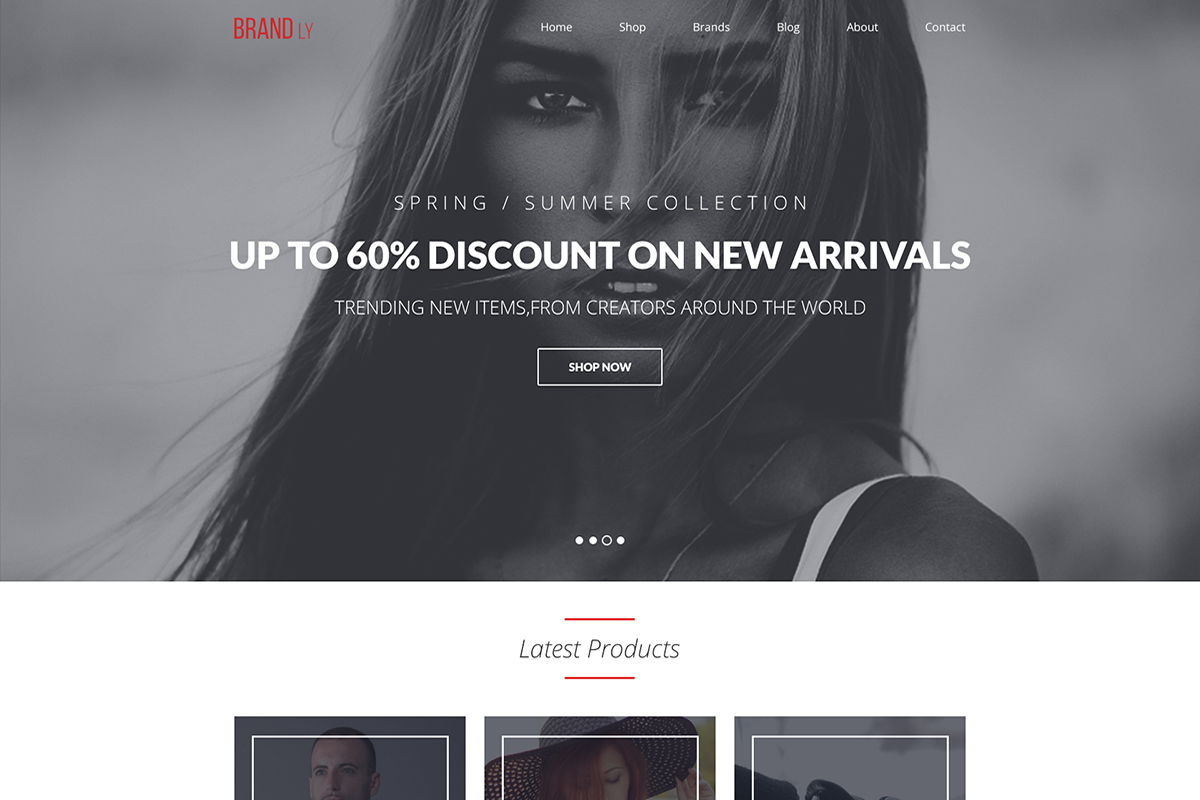 BRAND LY
Home Shop Brands Blog About Contact
SPRING / SUMMER COLLECTION
UP TO 60% DISCOUNT ON NEW ARRIVALS
TRENDING NEW ITEMS,FROM CREATORS AROUND THE WORLD
SHOP NOW
Latest Products